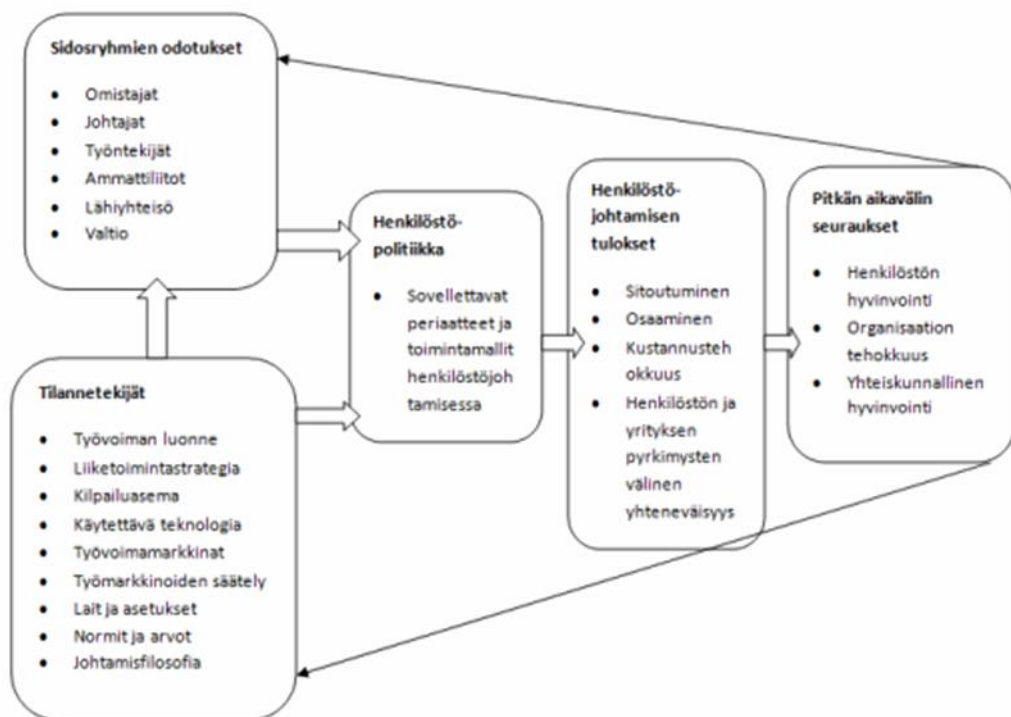 Sidosryhmien odotukset
• Omistajat
• Johtajat
• Työntekijät
• Ammattiliitot
• Lähiyhteisö
• Valtio
Tilannetekijät
• Työvoiman luonne
• Liiketoimintastrategia
• Kilpailuasema
• Käytettävä teknologia
• Työvoimamarkkinat
• Työmarkkinoiden säätely
• Lait ja asetukset
• Normit ja arvot
• Johtamisfilosofia
Henkilöstö-
politiikka
• Sovellettavat
periaatteet ja
toimintamallit
henkilöstöjoh
tamisessa
Henkilöstö-
johtamisen
tulokset
• Sitoutuminen
• Osaaminen
• Kustannusteh
okkuus
• Henkilöstön ja
yrityksen
pyrkimysten
välinen
yhteneväisyys
Pitkän aikavälin
seuraukset
• Henkilöstön
hyvinvointi
• Organisaation
tehokkuus
• Yhteiskunnallinen
hyvinvointi